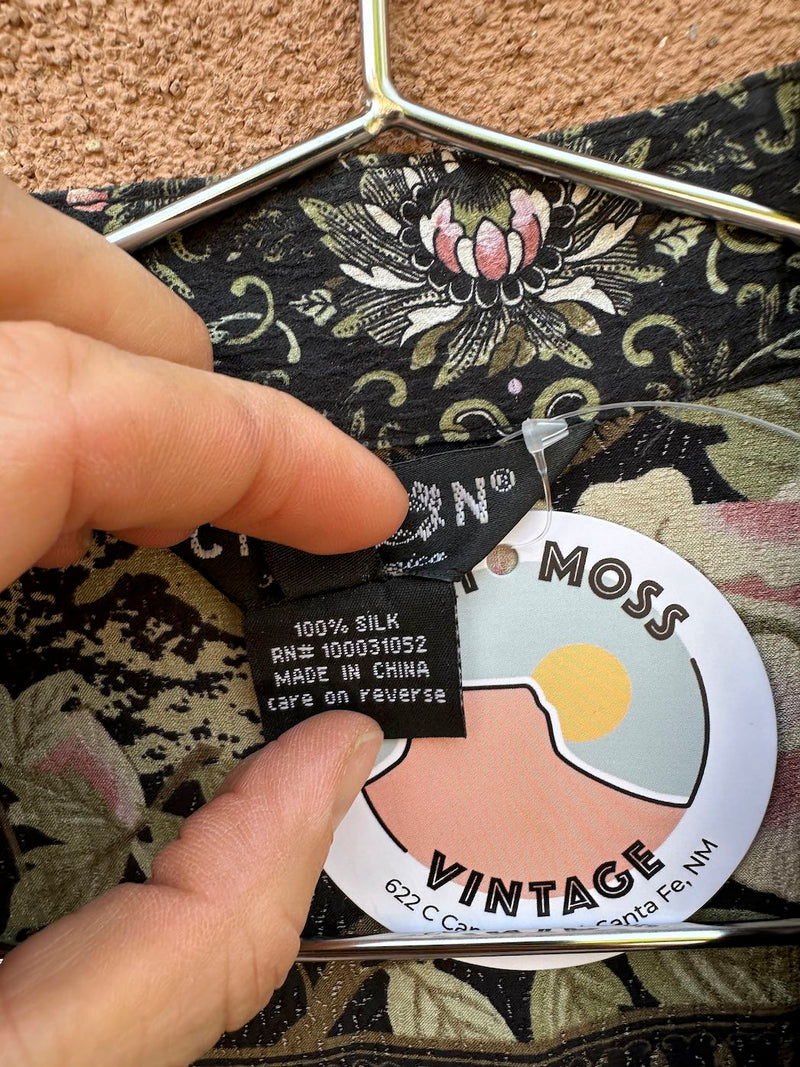 N®
100% SILK
RN# 100031052
MADE IN CHINA
care on reverse
MOSS
VINTAGE
622 C Santa Fe, NM